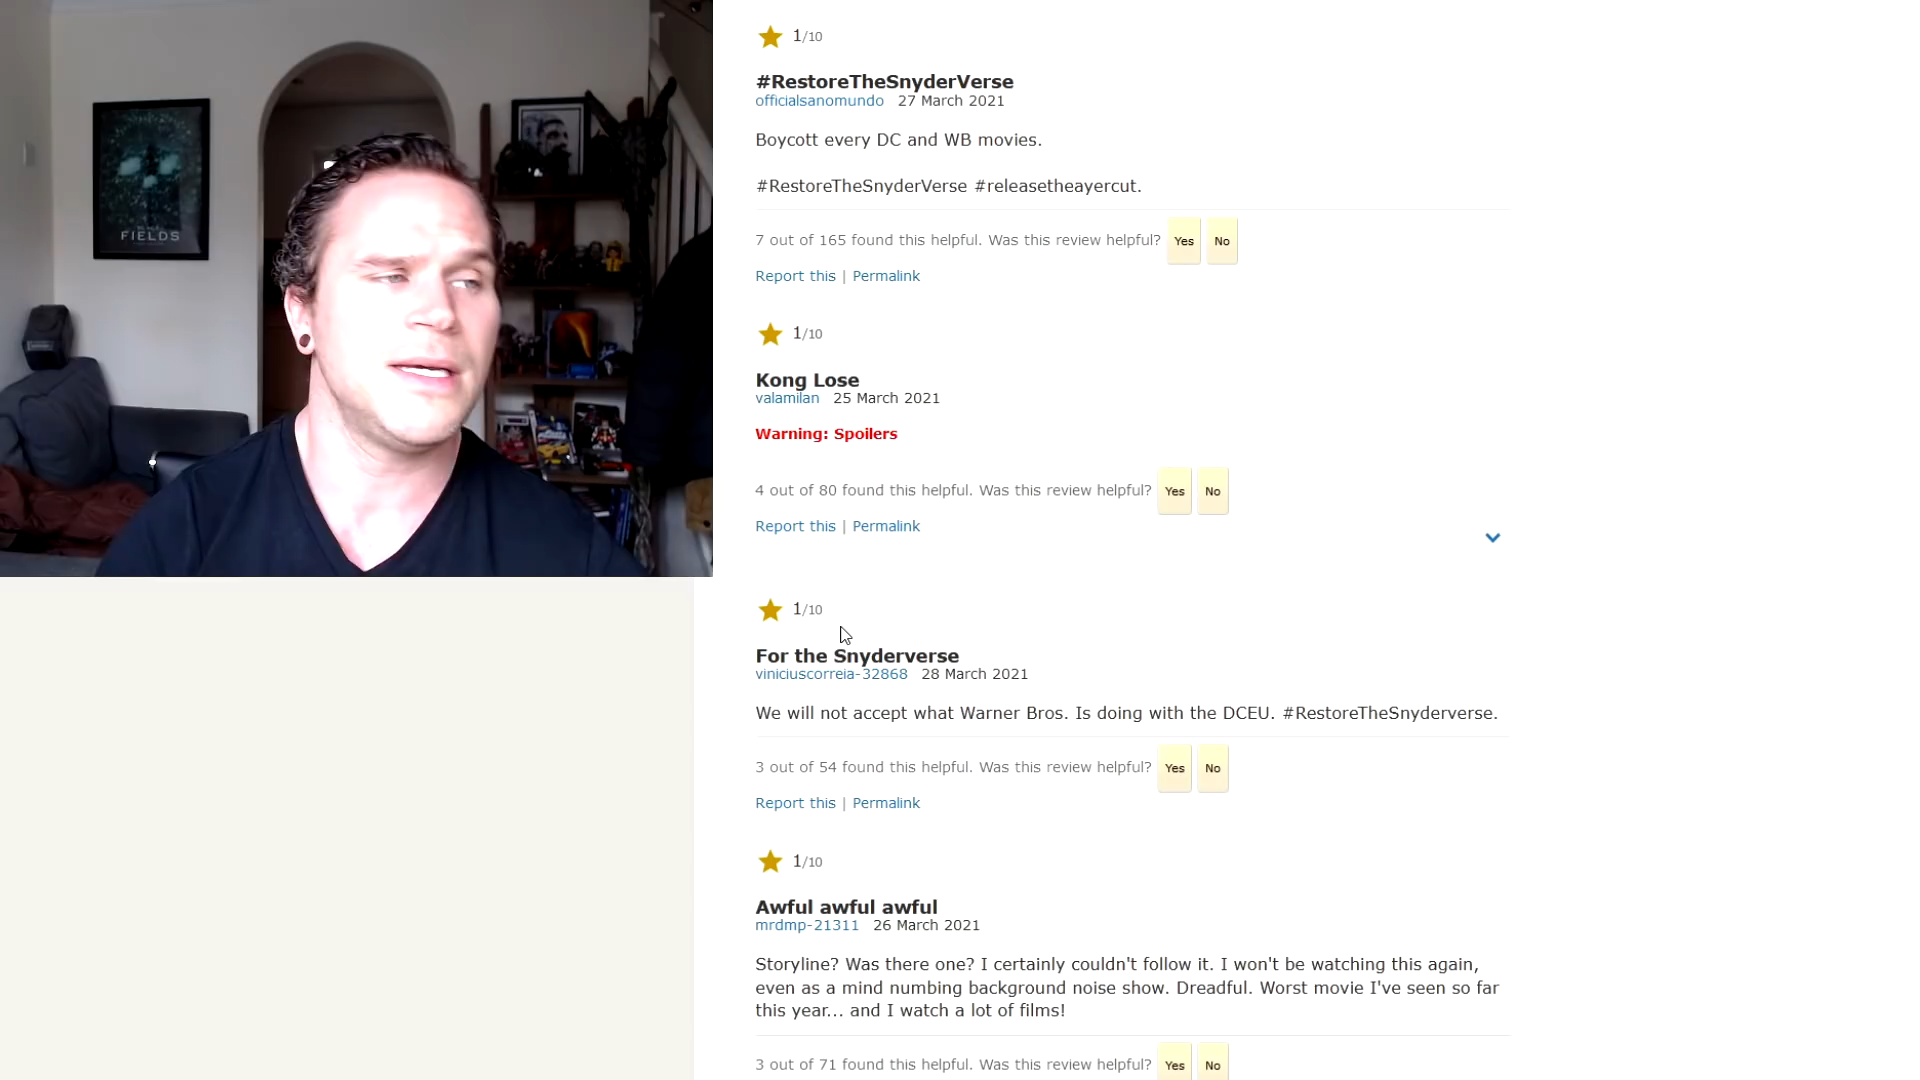 FIELDS
1/10
#RestoreTheSnyderVerse
officialsanomundo 27 March 2021
Boycott every DC and WB movies.
#RestoreTheSnyderVerse #releasetheayercut.
7 out of 165 found this helpful. Was this review helpful? Yes No
Report this | Permalink
1/10
Kong Lose
valamilan 25 March 2021
Warning: Spoilers
4 out of 80 found this helpful. Was this review helpful? Yes No
Report this | Permalink
1/10
For the Snyderverse
viniciuscorreia-32868 28 March 2021
We will not accept what Warner Bros. Is doing with the DCEU. #RestoreTheSnyderverse.
3 out of 54 found this helpful. Was this review helpful? Yes No
Report this | Permalink
1/10
Awful awful awful
mrdmp-21311 26 March 2021
Storyline? Was there one? I certainly couldn't follow it. I won't be watching this again,
even as a mind numbing background noise show. Dreadful. Worst movie I've seen so far
this year... and I watch a lot of films!
3 out of 71 found this helpful. Was this review helpful? Yes No